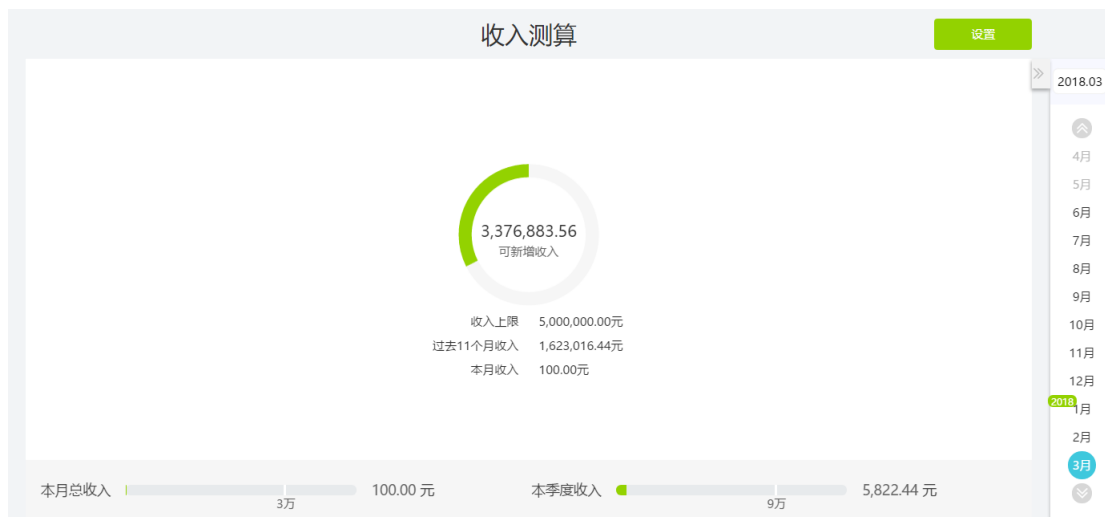 收入测算
设置
2018.03
3,376,883.56
可新增收入
收入上限 5,000,000.00元
过去11个月收入 1,623,016.44元
本月收入 100.00元
4月
5月
6月
7月
8月
9月
10月
11月
12月
2018
1月
2月
3月
本月总收入 3万 100.00 元
本季度收入 9万 5,822.44 元